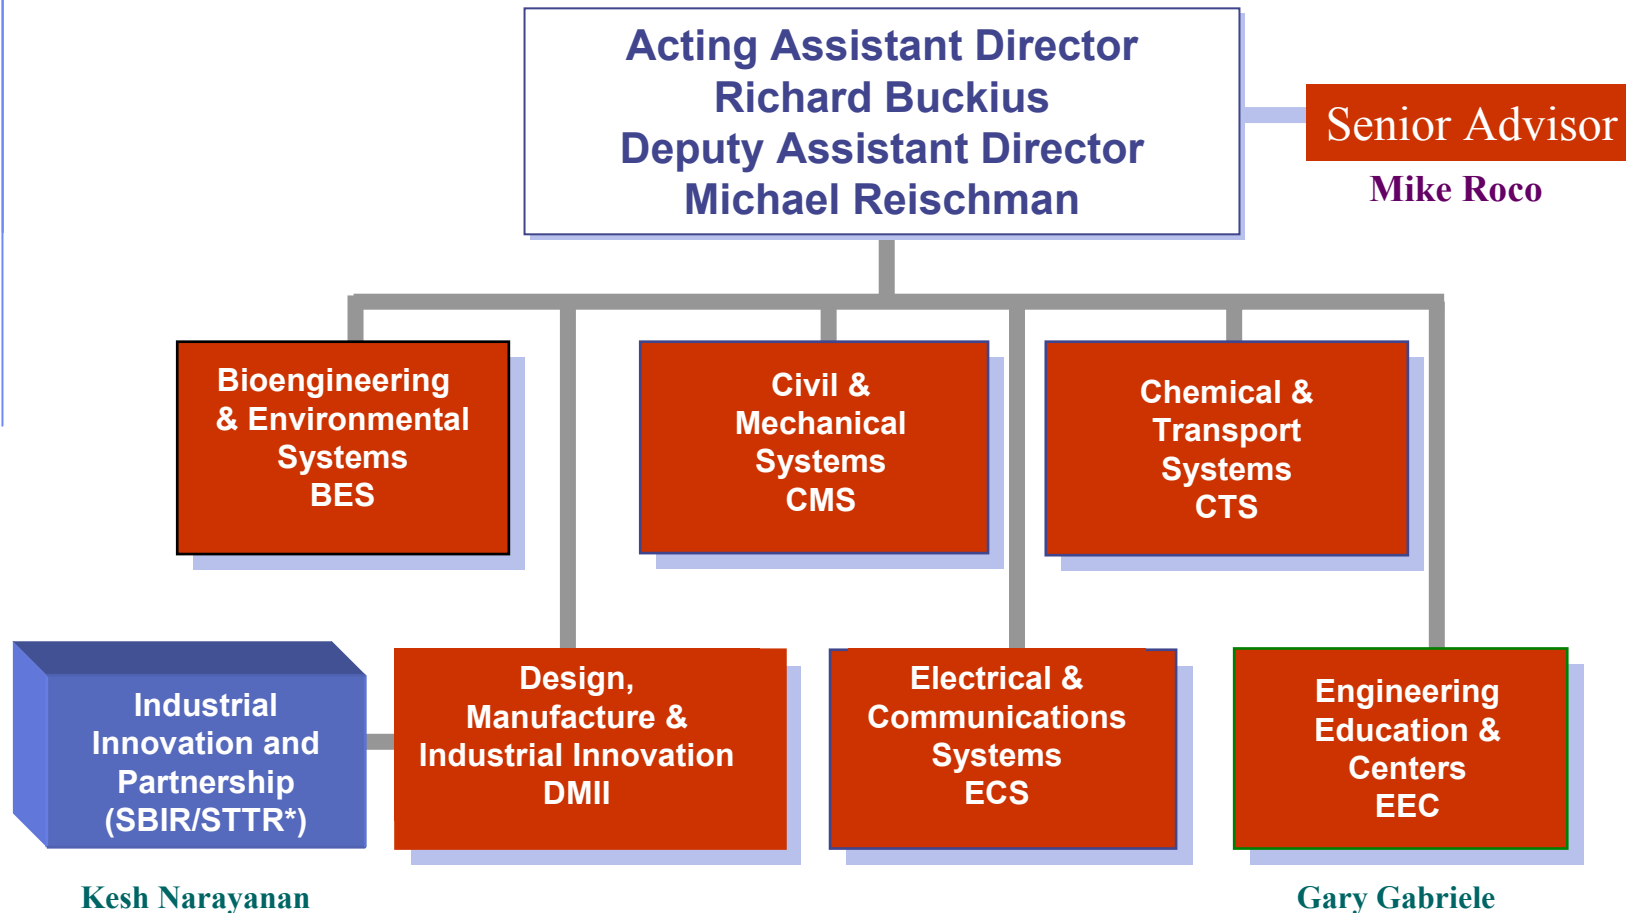 Acting Assistant Director
Richard Buckius
Deputy Assistant Director
Michael Reischman
Senior Advisor
Mike Roco
Bioengineering
& Environmental
Systems
BES
Civil &
Mechanical
Systems
CMS
Chemical &
Transport
Systems
CTS
Industrial
Innovation and
Partnership
(SBIR/STTR*)
Design,
Manufacture &
Industrial Innovation
DMII
Electrical &
Communications
Systems
ECS
Engineering
Education &
Centers
EEC
Kesh Narayanan
Gary Gabriele